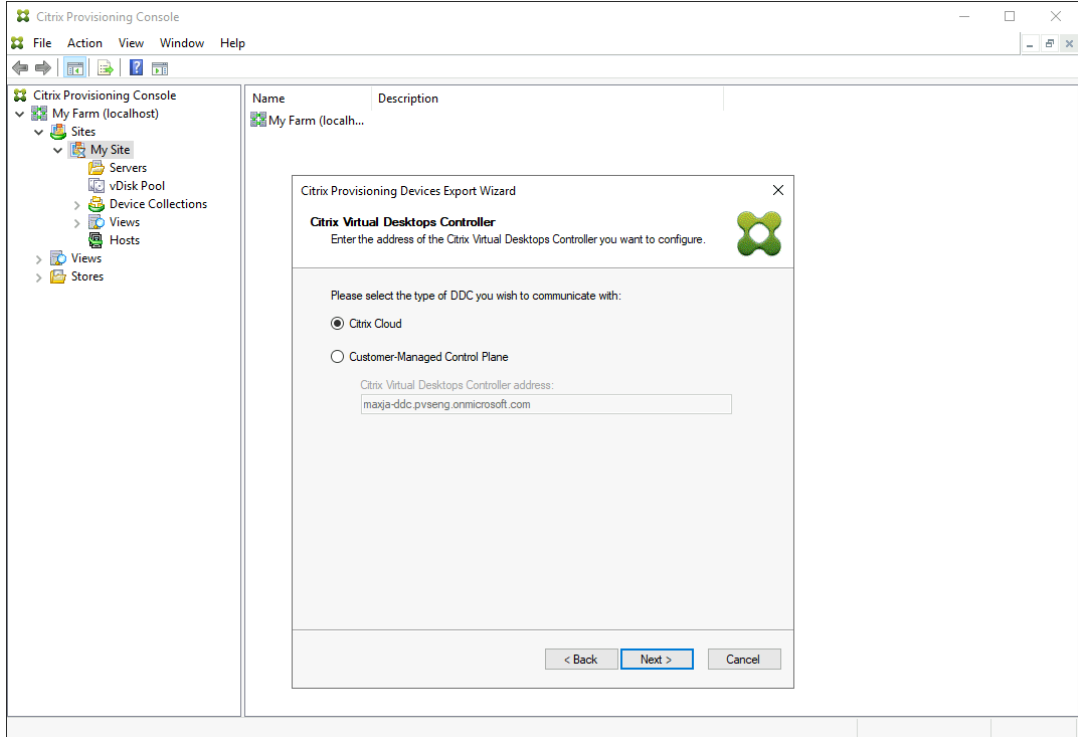 Citrix Provisioning Console
File Action View Window Help
Citrix Provisioning Console
My Farm (localhost)
Sites
My Site
Servers
vDisk Pool
Device Collections
Views
Hosts
Views
Stores
Name Description
My Farm (localh...
Citrix Provisioning Devices Export Wizard
Citrix Virtual Desktops Controller
Enter the address of the Citrix Virtual Desktops Controller you want to configure.
Please select the type of DDC you wish to communicate with:
Citrix Cloud
Customer-Managed Control Plane
Citrix Virtual Desktops Controller address:
maxja-ddc.pvseng.onmicrosoft.com
< Back Next > Cancel